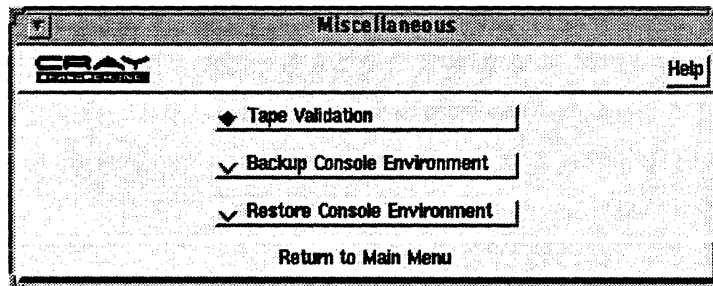 Miscellaneous
CRAY
Help
Tape Validation
Backup Console Environment
Restore Console Environment
Return to Main Menu